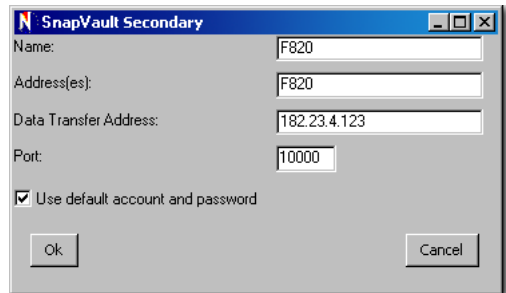 SnapVault Secondary
Name: F820
Address(es): F820
Data Transfer Address: 182.23.4.123
Port: 10000
Use default account and password
Ok Cancel